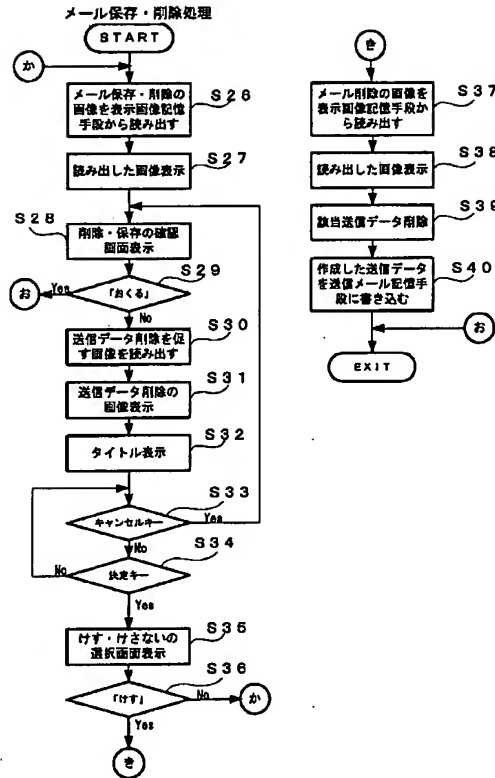 メール保存・削除処理
START
か
メール保存・削除の
画像を表示画像記憶
手段から読み出す
S26
読み出した画像表示
S27
S28
削除・保存の確認
画面表示
S29
「おくる」
Yes
お
No
S30
送信データ削除を促
す画像を読み出す
S31
送信データ削除の
画像表示
S32
タイトル表示
S33
キャンセルキー
Yes
No
S34
決定キー
No
Yes
S35
けす・けさないの
選択画面表示
S36
「けす」
No
か
Yes
き
き
メール削除の画像を
表示画像記憶手段か
ら読み出す
S37
読み出した画像表示
S38
該当送信データ削除
S39
作成した送信データ
を送信メール記憶手
段に書き込む
S40
お
EXIT